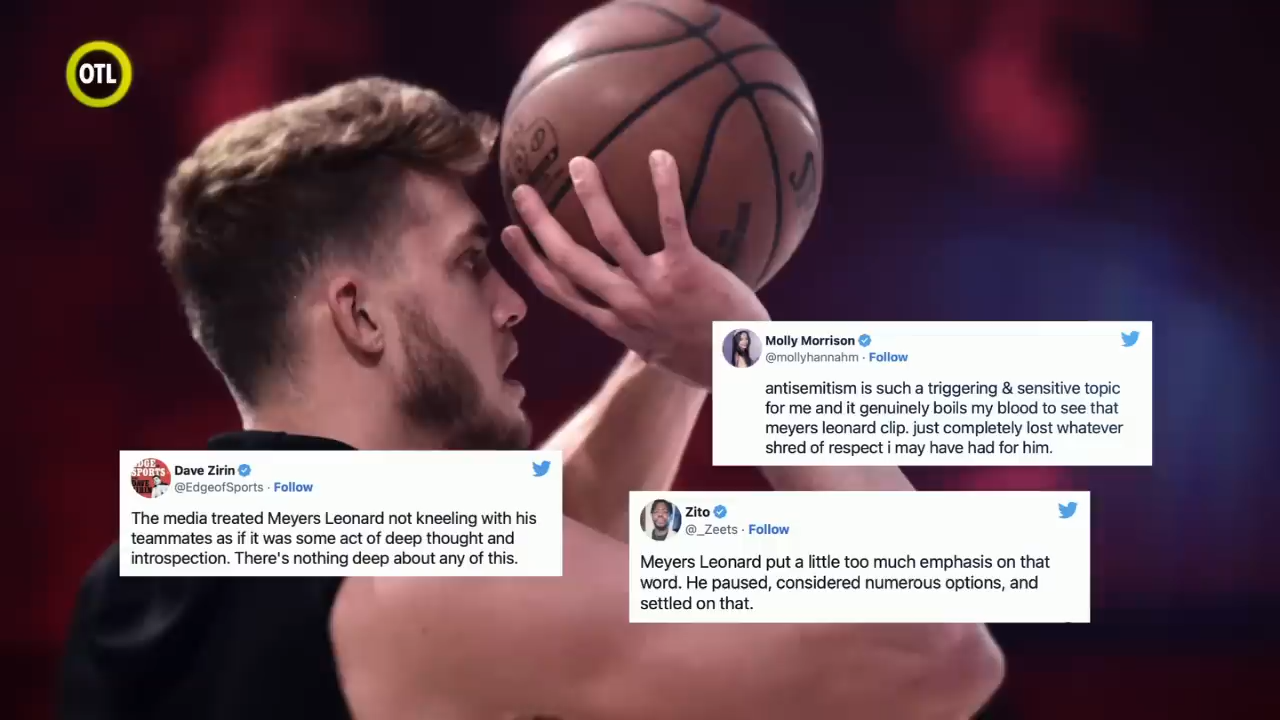 OTL
Molly Morrison
@mollyhannahm · Follow
antisemitism is such a triggering & sensitive topic
for me and it genuinely boils my blood to see that
meyers leonard clip. just completely lost whatever
shred of respect i may have had for him.
Dave Zirin
@EdgeofSports · Follow
The media treated Meyers Leonard not kneeling with his
teammates as if it was some act of deep thought and
introspection. There's nothing deep about any of this.
Zito
@_Zeets · Follow
Meyers Leonard put a little too much emphasis on that
word. He paused, considered numerous options, and
settled on that.